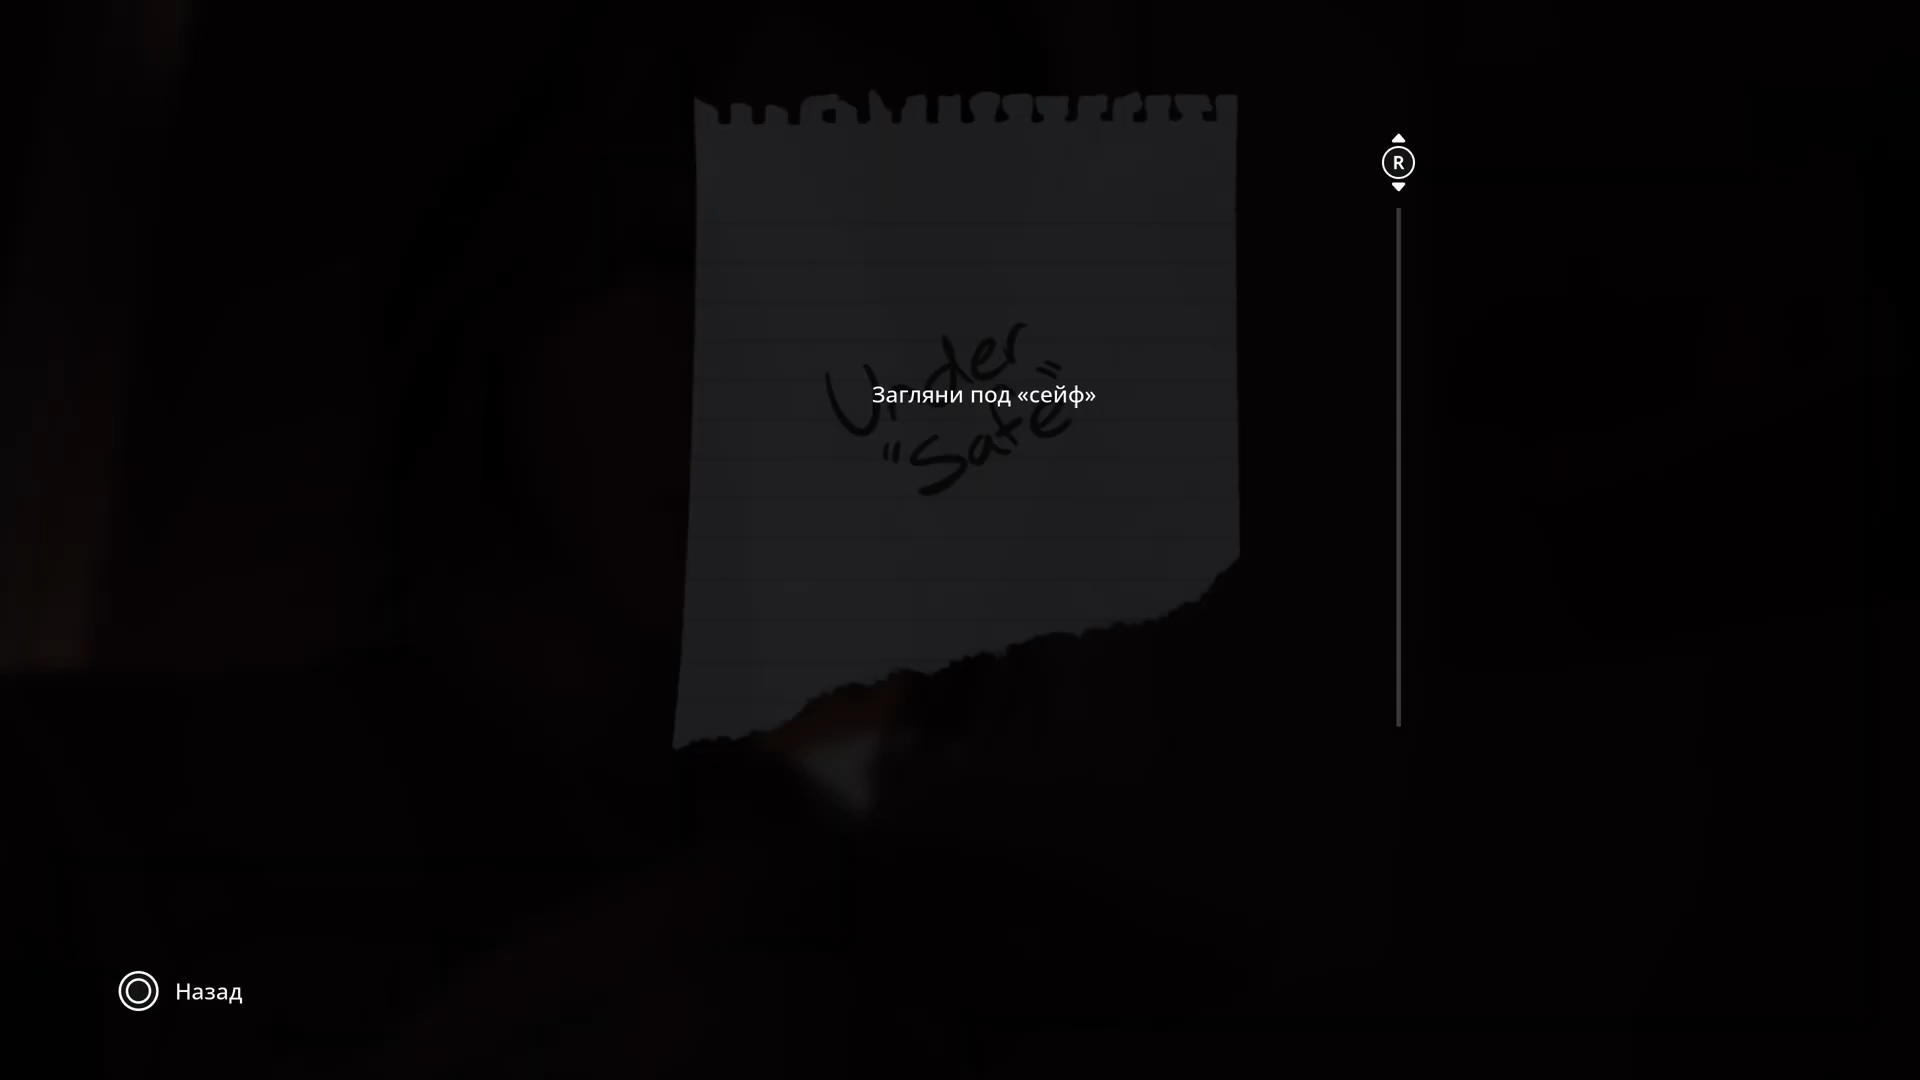 R
Under
Загляни под «сейф»
"Safe"
Назад